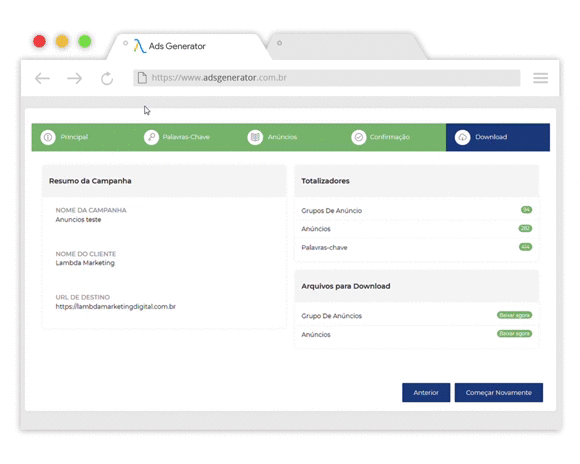 Ads Generator
https://www.adsgenerator.com.br
Principal
Palavras-Chave
Anúncios
Confirmação
Download
Resumo da Campanha
NOME DA CAMPANHA
Anuncios teste
NOME DO CLIENTE
Lambda Marketing
URL DE DESTINO
https://lambdamarketingdigital.com.br
Totalizadores
Grupos De Anúncio
94
Anúncios
282
Palavras-chave
Arquivos para Download
Grupo De Anúncios
Baixar agora
Anúncios
Baixar agora
Anterior
Começar Novamente